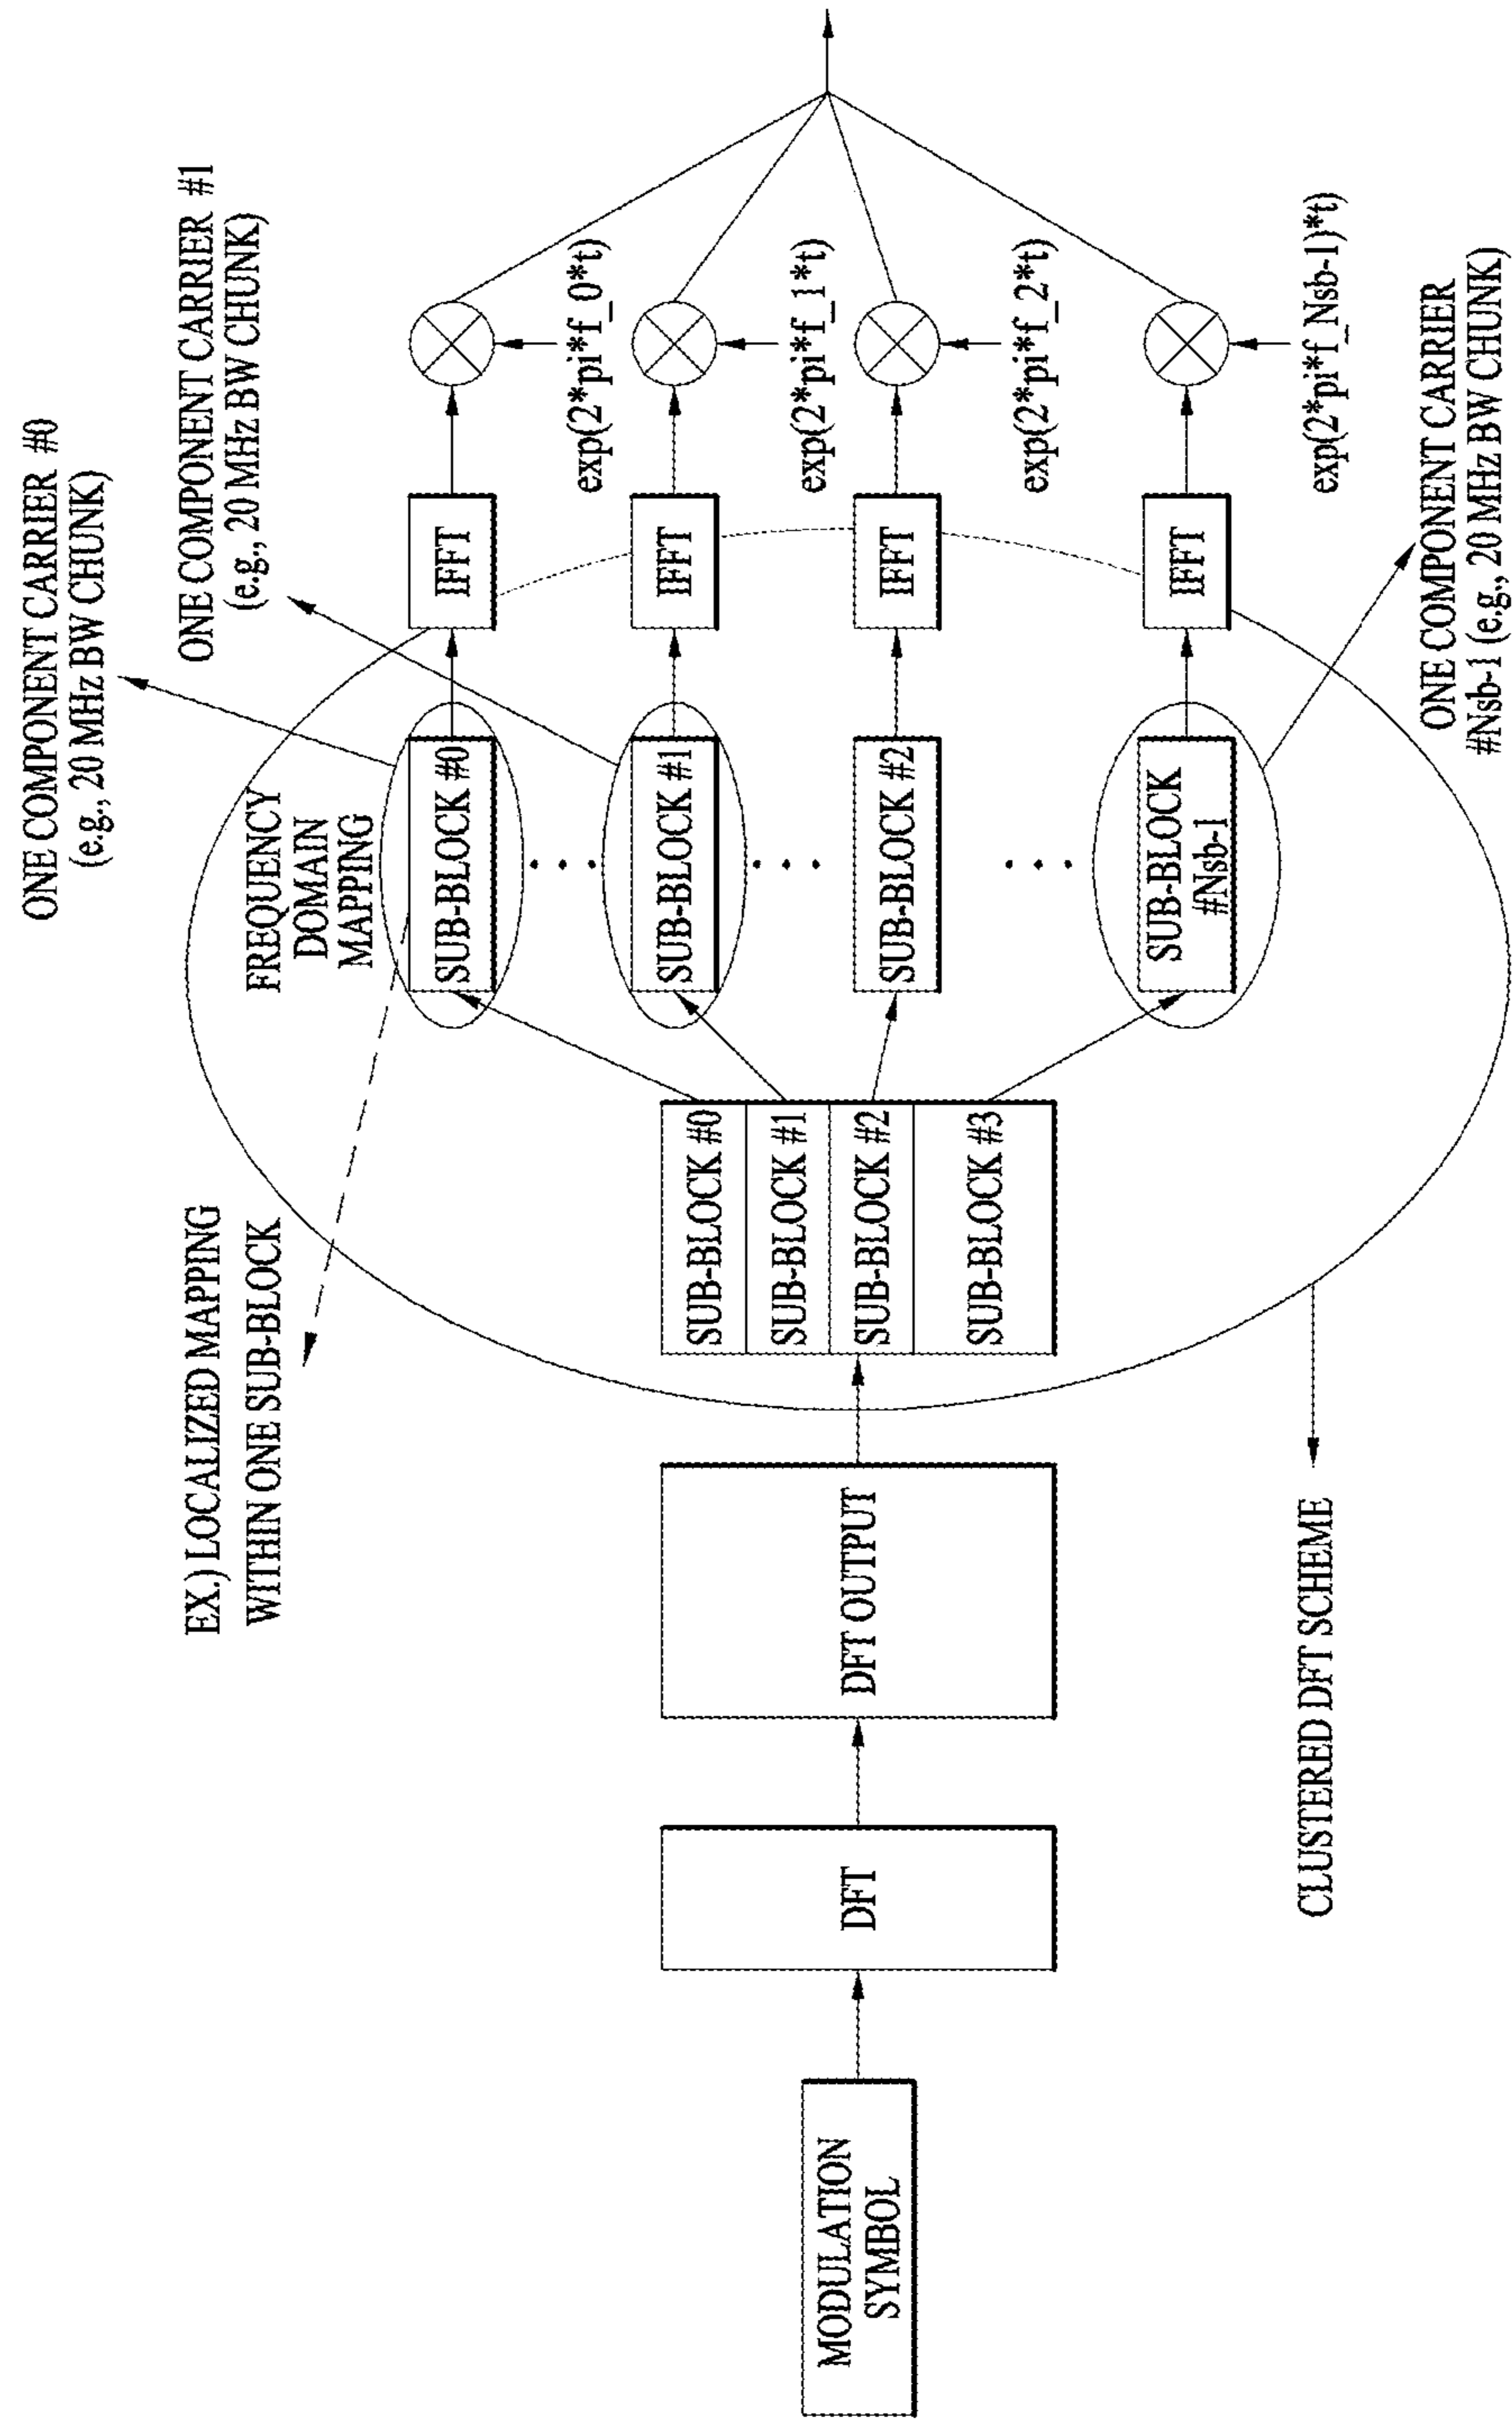 ONE COMPONENT CARRIER #0
(e.g., 20 MHz BW CHUNK)
ONE COMPONENT CARRIER #1
(e.g., 20 MHz BW CHUNK)
EX.) LOCALIZED MAPPING
WITHIN ONE SUB-BLOCK
FREQUENCY
DOMAIN
MAPPING
MODULATION
SYMBOL
DFT
DFT OUTPUT
SUB-BLOCK #0
SUB-BLOCK #1
SUB-BLOCK #2
SUB-BLOCK #3
SUB-BLOCK #0
IFFT
exp(2*pi*f_0*t)
SUB-BLOCK #1
IFFT
exp(2*pi*f_1*t)
SUB-BLOCK #2
IFFT
exp(2*pi*f_2*t)
SUB-BLOCK
#Nsb-1
IFFT
exp(2*pi*f_Nsb-1)*t)
CLUSTERED DFT SCHEME
ONE COMPONENT CARRIER
#Nsb-1 (e.g., 20 MHz BW CHUNK)